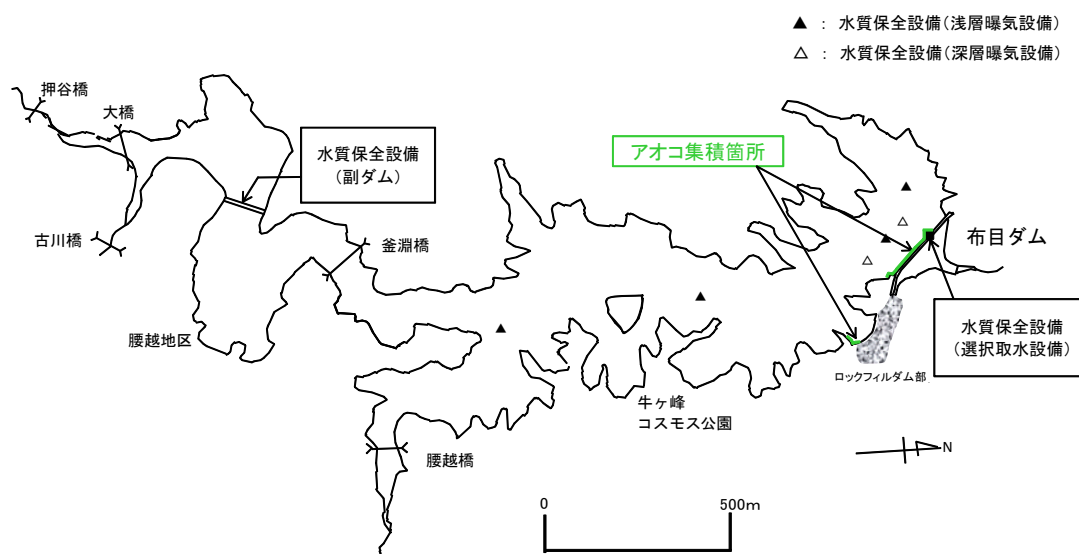 ▲ : 水質保全設備(浅層曝気設備)
△ : 水質保全設備(深層曝気設備)
押谷橋
大橋
水質保全設備
(副ダム)
アオコ集積箇所
古川橋
釜淵橋
布目ダム
腰越地区
水質保全設備
(選択取水設備)
ロックフィルダム部
牛ヶ峰
コスモス公園
腰越橋
N
0
500m